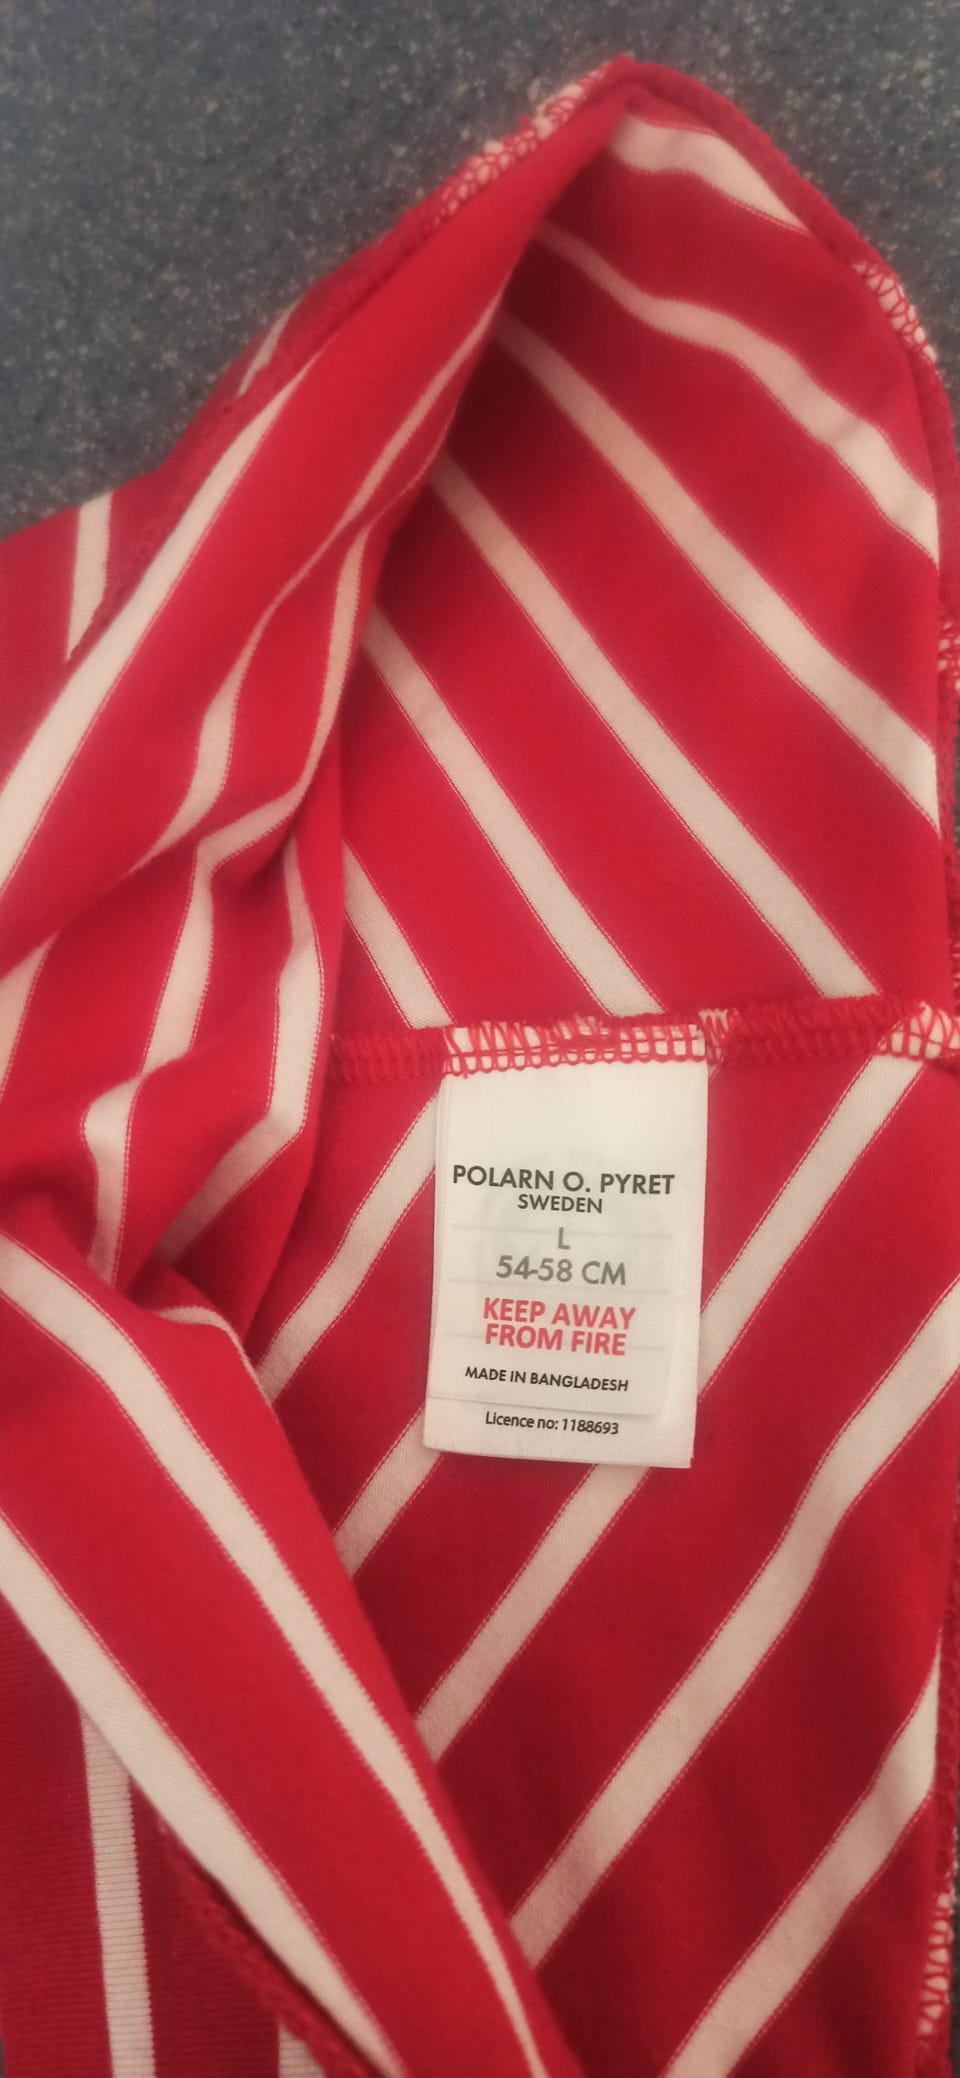 POLARN O. PYRET
SWEDEN
L
54-58 CM
KEEP AWAY
FROM FIRE
MADE IN BANGLADESH
Licence no: 1188693